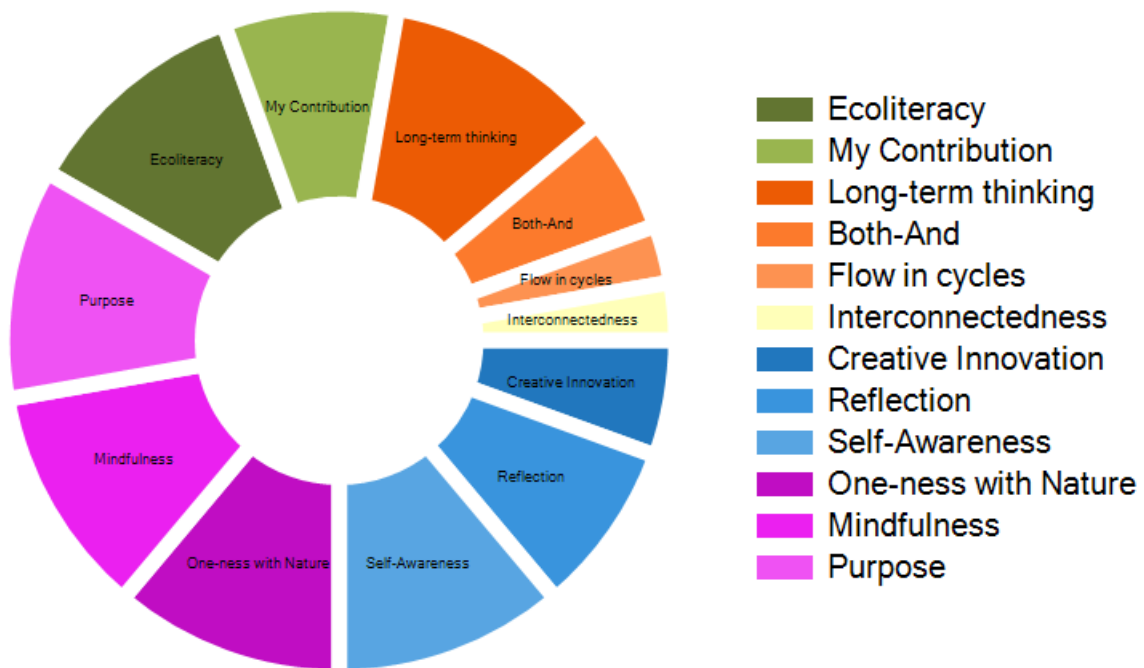 My Contribution
Long-term thinking
Ecoliteracy
Both-And
Flow in cycles
Purpose
Interconnectedness
Creative Innovation
Mindfulness
Reflection
One-ness with Nature
Self-Awareness
Ecoliteracy
My Contribution
Long-term thinking
Both-And
Flow in cycles
Interconnectedness
Creative Innovation
Reflection
Self-Awareness
One-ness with Nature
Mindfulness
Purpose